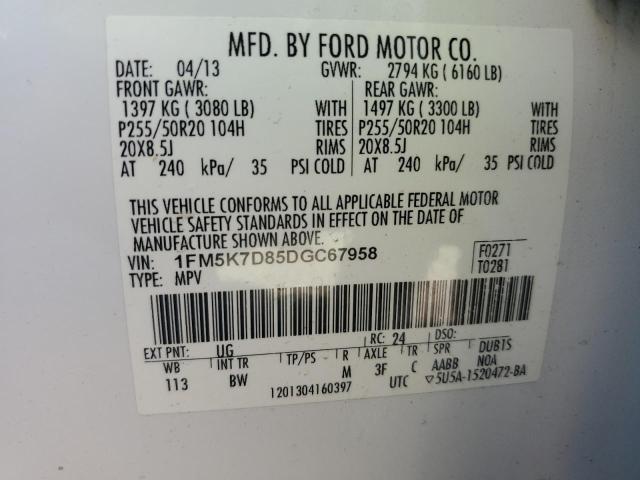 MFD. BY FORD MOTOR CO.
DATE: 04/13 GVWR: 2794 KG ( 6160 LB)
FRONT GAWR: REAR GAWR:
1397 KG ( 3080 LB) WITH 1497 KG ( 3300 LB) WITH
P255/50R20 104H TIRES P255/50R20 104H TIRES
20X8.5J RIMS 20X8.5J RIMS
AT 240 kPa/ 35 PSI COLD AT 240 kPa/ 35 PSI COLD
THIS VEHICLE CONFORMS TO ALL APPLICABLE FEDERAL MOTOR
VEHICLE SAFETY STANDARDS IN EFFECT ON THE DATE OF
MANUFACTURE SHOWN ABOVE.
VIN: 1FM5K7D85DGC67958 F0271
TYPE: MPV T0281
EXT PNT: UG RC: 24 DSO:
WB INT TR TP/PS R AXLE TR SPR DUBTS
113 BW M 3F C AABB NOA
1201304160397 UTC ▽5U5A-1520472-BA